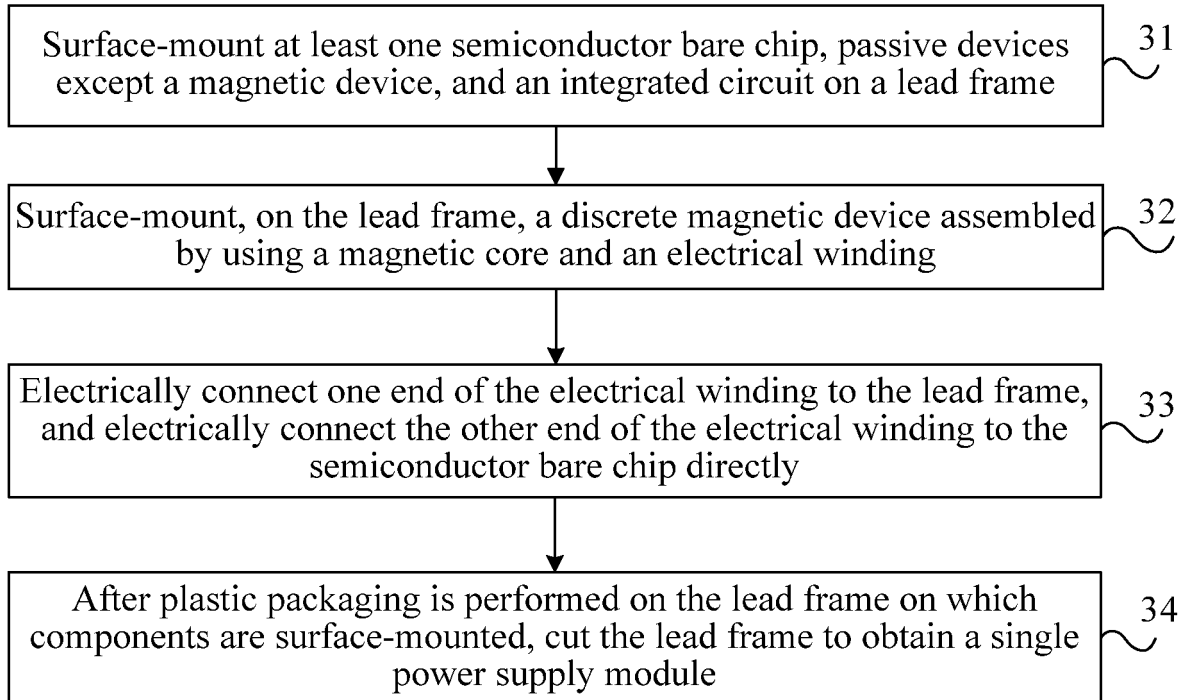 Surface-mount at least one semiconductor bare chip, passive devices
except a magnetic device, and an integrated circuit on a lead frame
31
Surface-mount, on the lead frame, a discrete magnetic device assembled
by using a magnetic core and an electrical winding
32
Electrically connect one end of the electrical winding to the lead frame,
and electrically connect the other end of the electrical winding to the
semiconductor bare chip directly
33
After plastic packaging is performed on the lead frame on which
components are surface-mounted, cut the lead frame to obtain a single
power supply module
34